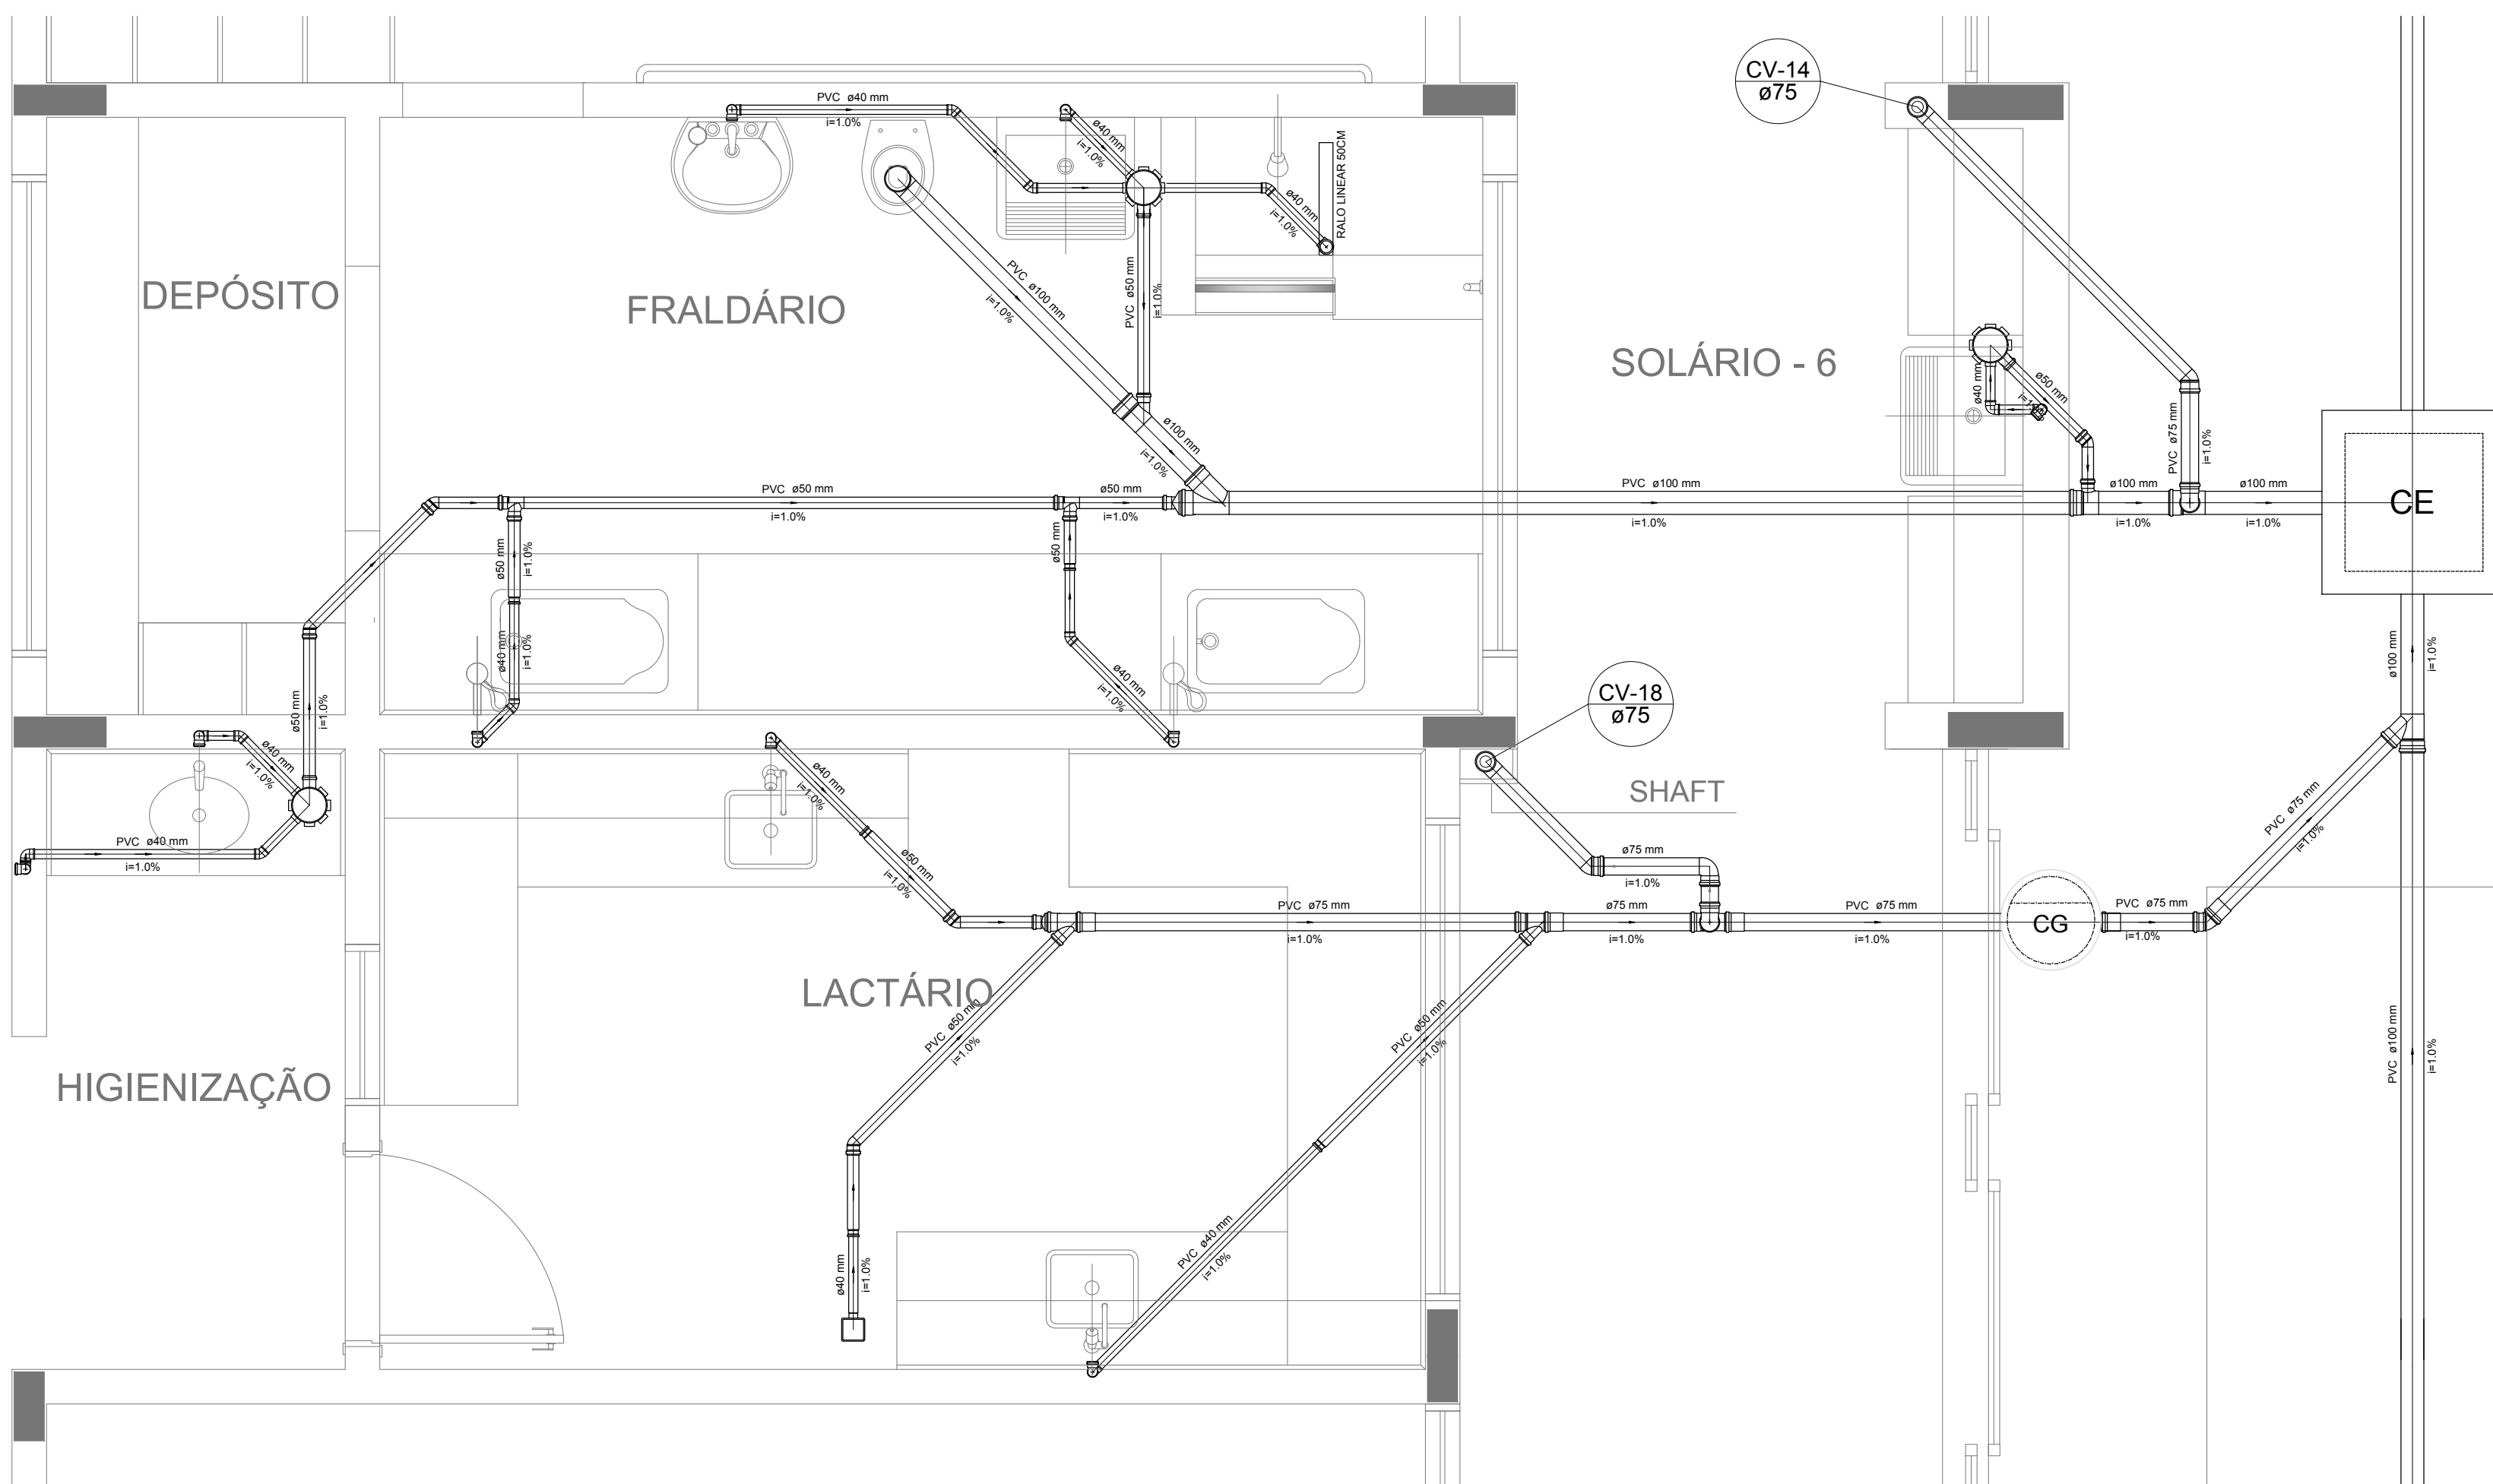 CV-14
ø75
PVC ø40 mm
i=1.0%
ø40 mm
i=1.0%
ø40 mm
i=1.0%
RALO LINEAR 50CM
PVC ø50 mm
i=1.0%
PVC ø100 mm
i=1.0%
DEPÓSITO
FRALDÁRIO
SOLÁRIO - 6
ø40 mm
ø50 mm
PVC ø75 mm
i=1.0%
ø100 mm
i=1.0%
PVC ø50 mm
i=1.0%
ø50 mm
i=1.0%
PVC ø100 mm
i=1.0%
ø100 mm
i=1.0%
ø100 mm
i=1.0%
CE
ø50 mm
i=1.0%
ø50 mm
ø40 mm
i=1.0%
ø40 mm
i=1.0%
ø100 mm
i=1.0%
CV-18
ø75
ø50 mm
i=1.0%
ø40 mm
i=1.0%
ø40 mm
i=1.0%
SHAFT
PVC ø75 mm
i=1.0%
PVC ø40 mm
i=1.0%
ø50 mm
i=1.0%
ø75 mm
i=1.0%
PVC ø75 mm
i=1.0%
ø75 mm
i=1.0%
PVC ø75 mm
i=1.0%
CG
PVC ø75 mm
i=1.0%
LACTÁRIO
PVC ø50 mm
i=1.0%
PVC ø50 mm
i=1.0%
PVC ø100 mm
i=1.0%
HIGIENIZAÇÃO
ø40 mm
i=1.0%
PVC ø40 mm
i=1.0%